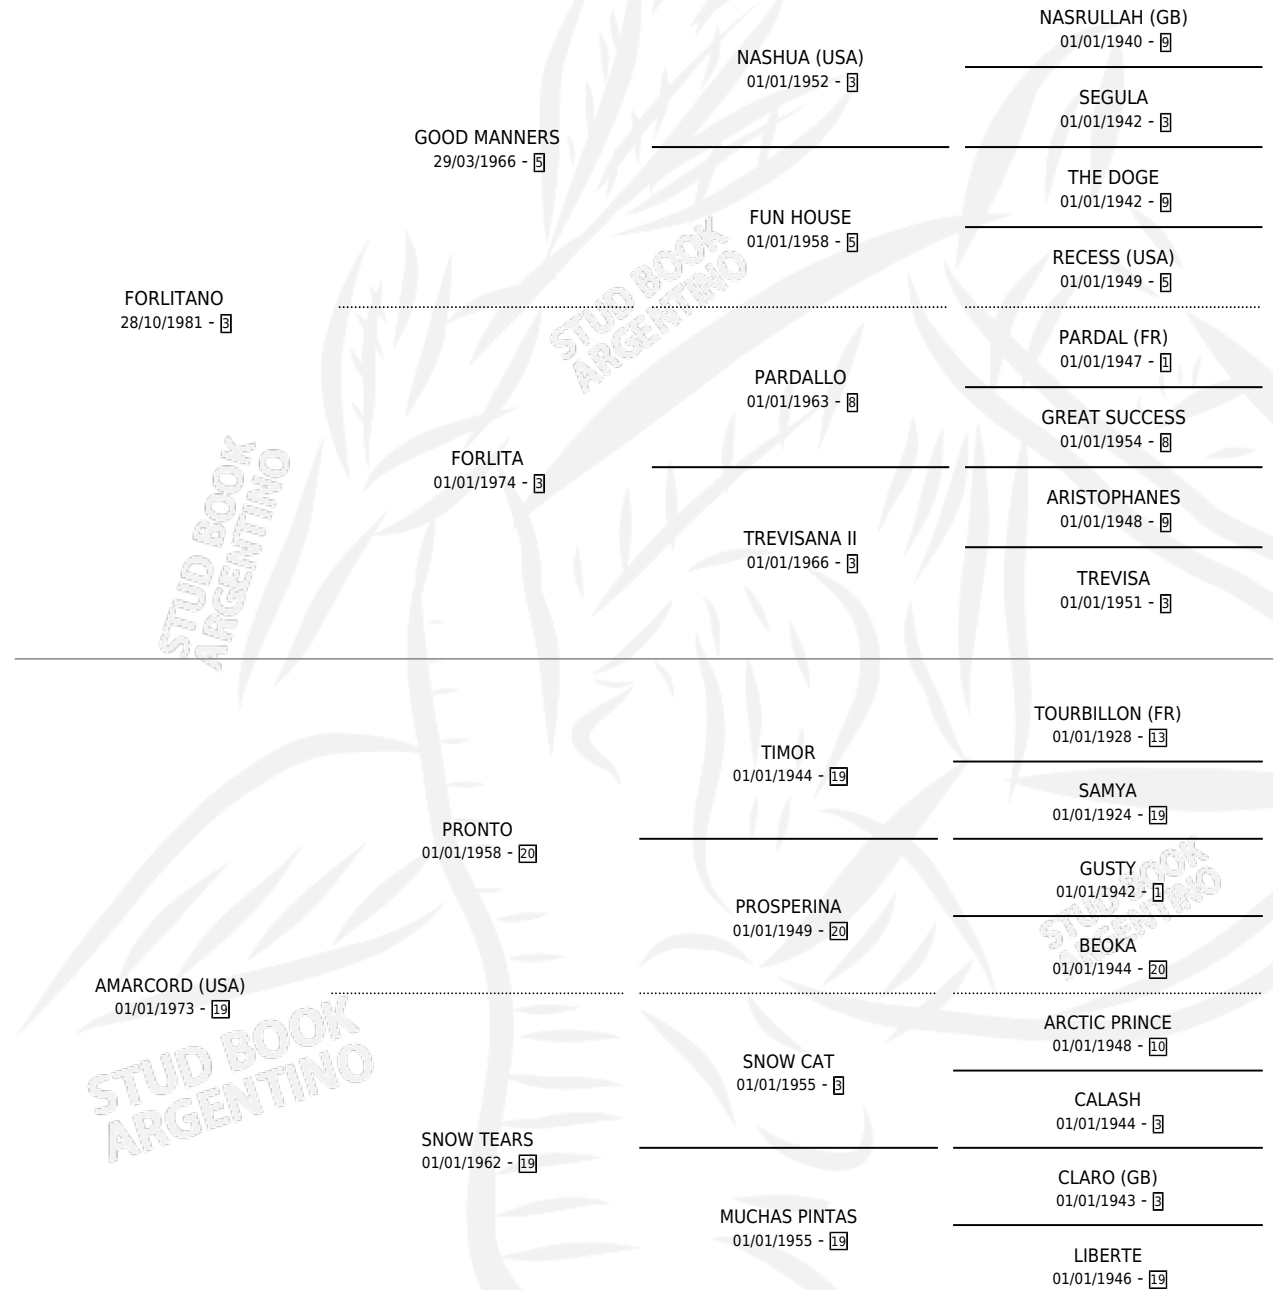 NASRULLAH (GB)
01/01/1940 - 9
NASHUA (USA)
01/01/1952 - 3
SEGULA
01/01/1942 - 3
GOOD MANNERS
29/03/1966 - 5
THE DOGE
01/01/1942 - 9
FUN HOUSE
01/01/1958 - 5
RECESS (USA)
01/01/1949 - 5
FORLITANO
28/10/1981 - 3
PARDAL (FR)
01/01/1947 - 1
PARDALLO
01/01/1963 - 8
GREAT SUCCESS
01/01/1954 - 8
FORLITA
01/01/1974 - 3
ARISTOPHANES
01/01/1948 - 9
TREVISANA II
01/01/1966 - 3
TREVISA
01/01/1951 - 3
TOURBILLON (FR)
01/01/1928 - 13
TIMOR
01/01/1944 - 19
SAMYA
01/01/1924 - 19
PRONTO
01/01/1958 - 20
GUSTY
01/01/1942 - 1
PROSPERINA
01/01/1949 - 20
BEOKA
01/01/1944 - 20
AMARCORD (USA)
01/01/1973 - 19
ARCTIC PRINCE
01/01/1948 - 10
SNOW CAT
01/01/1955 - 3
CALASH
01/01/1944 - 3
SNOW TEARS
01/01/1962 - 19
CLARO (GB)
01/01/1943 - 3
MUCHAS PINTAS
01/01/1955 - 19
LIBERTE
01/01/1946 - 19
STUD BOOK
ARGENTINO
STUD BOOK
ARGENTINO
STUD BOOK
ARGENTINO
STUD BOOK
ARGENTINO